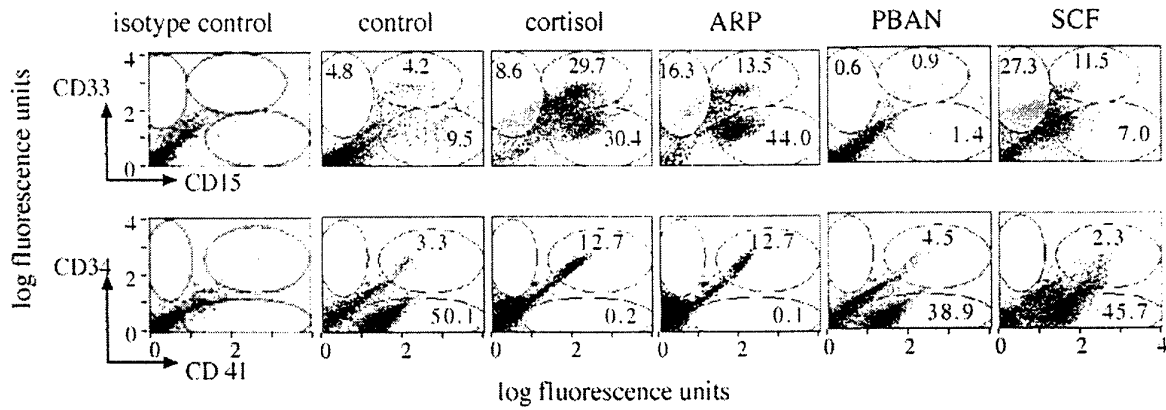 isotype control control cortisol ARP PBAN SCF
log fluorescence units
CD33
4
2
0
4.8 4.2 8.6 29.7 16.3 13.5 0.6 0.9 27.3 11.5
9.5 30.4 44.0 1.4 7.0
CD15
CD34
4
2
0
3.3 12.7 12.7 4.5 2.3
50.1 0.2 0.1 38.9 45.7
0 2 0 2 0 2 0 2 0 2 0 2 4
CD 41
log fluorescence units